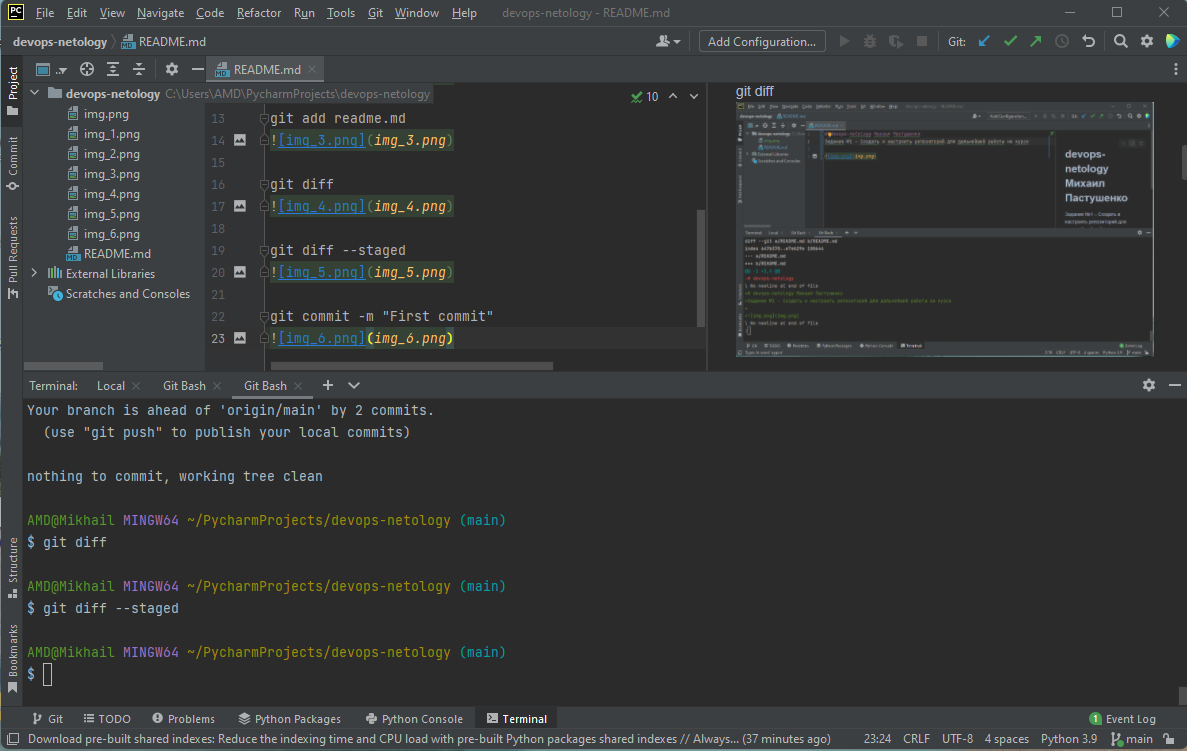 PC File Edit View Navigate Code Refactor Run Tools Git Window Help devops-netology - README.md
devops-netology README.md Add Configuration... Git:
README.md
Project
Commit
Pull Requests
Structure
Bookmarks
devops-netology C:\Users\AMD\PycharmProjects\devops-netology
img.png
img_1.png
img_2.png
img_3.png
img_4.png
img_5.png
img_6.png
README.md
External Libraries
Scratches and Consoles
10
13 git add readme.md
14 ![img_3.png](img_3.png)
15
16 git diff
17 ![img_4.png](img_4.png)
18
19 git diff --staged
20 ![img_5.png](img_5.png)
21
22 git commit -m "First commit"
23 ![img_6.png](img_6.png)
git diff
devops-
netology
Михаил
Пастушенко
Задание №1 - Создать и
настроить репозиторий для
Terminal: Local Git Bash Git Bash
Your branch is ahead of 'origin/main' by 2 commits.
(use "git push" to publish your local commits)
nothing to commit, working tree clean
AMD@Mikhail MINGW64 ~/PycharmProjects/devops-netology (main)
$ git diff
AMD@Mikhail MINGW64 ~/PycharmProjects/devops-netology (main)
$ git diff --staged
AMD@Mikhail MINGW64 ~/PycharmProjects/devops-netology (main)
$
Git TODO Problems Python Packages Python Console Terminal 1 Event Log
Download pre-built shared indexes: Reduce the indexing time and CPU load with pre-built Python packages shared indexes // Always... (37 minutes ago) 23:24 CRLF UTF-8 4 spaces Python 3.9 main